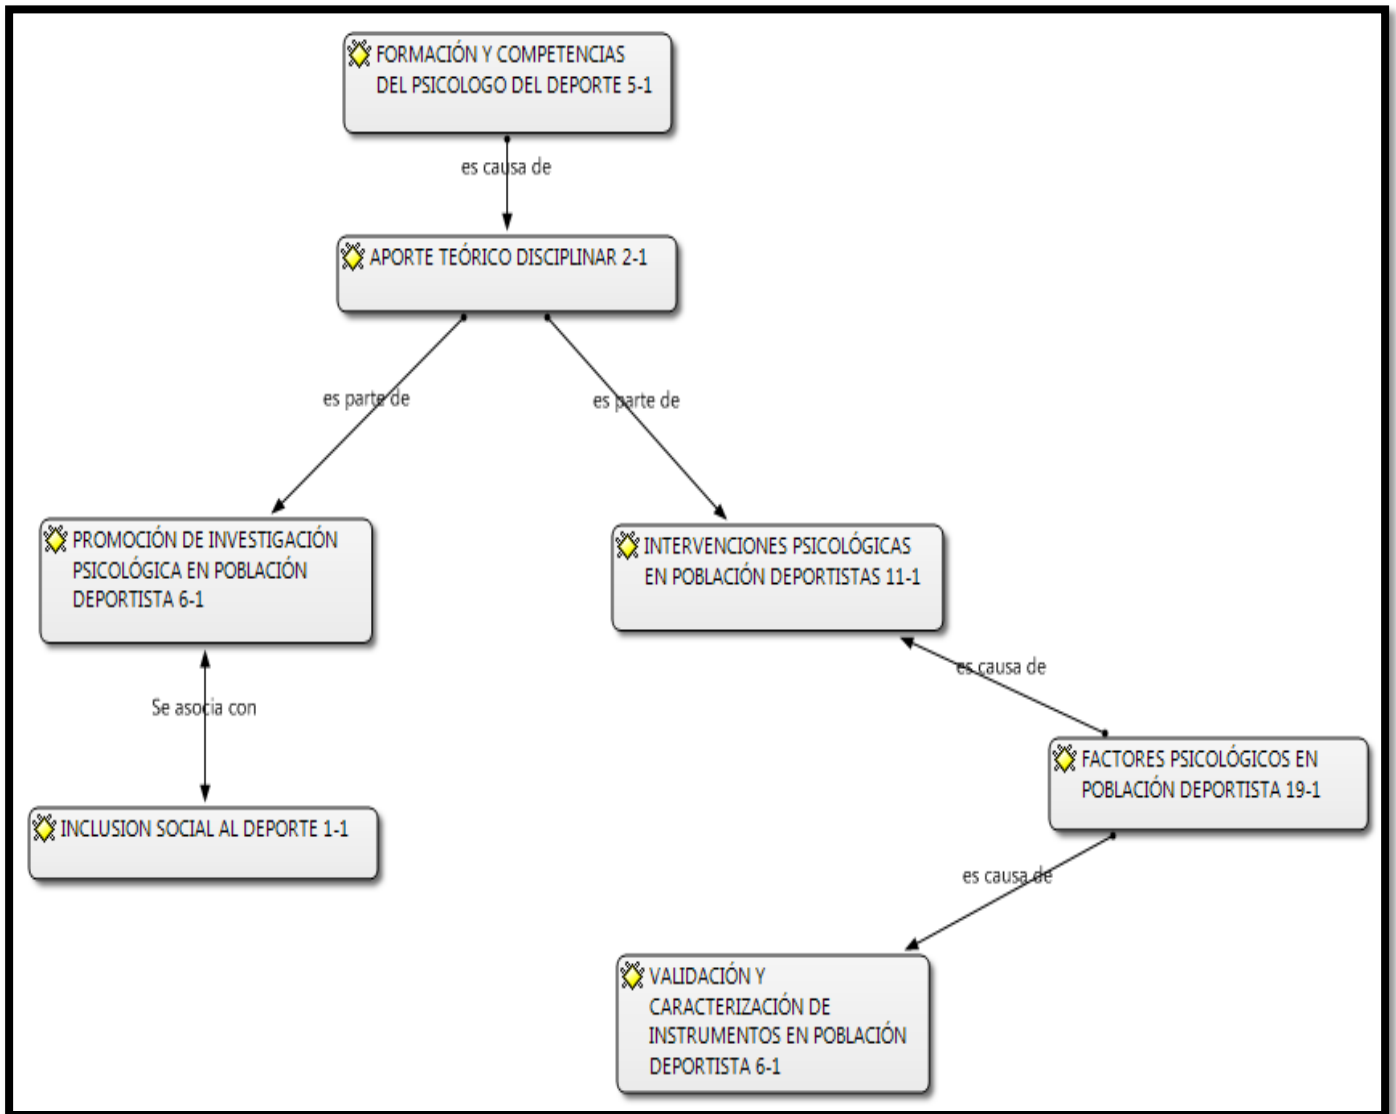 FORMACIÓN Y COMPETENCIAS
DEL PSICOLOGO DEL DEPORTE 5-1
es causa de
APORTE TEÓRICO DISCIPLINAR 2-1
es parte de
es parte de
PROMOCIÓN DE INVESTIGACIÓN
PSICOLÓGICA EN POBLACIÓN
DEPORTISTA 6-1
INTERVENCIONES PSICOLÓGICAS
EN POBLACIÓN DEPORTISTAS 11-1
es causa de
Se asocia con
FACTORES PSICOLÓGICOS EN
POBLACIÓN DEPORTISTA 19-1
INCLUSION SOCIAL AL DEPORTE 1-1
es causa de
VALIDACIÓN Y
CARACTERIZACIÓN DE
INSTRUMENTOS EN POBLACIÓN
DEPORTISTA 6-1